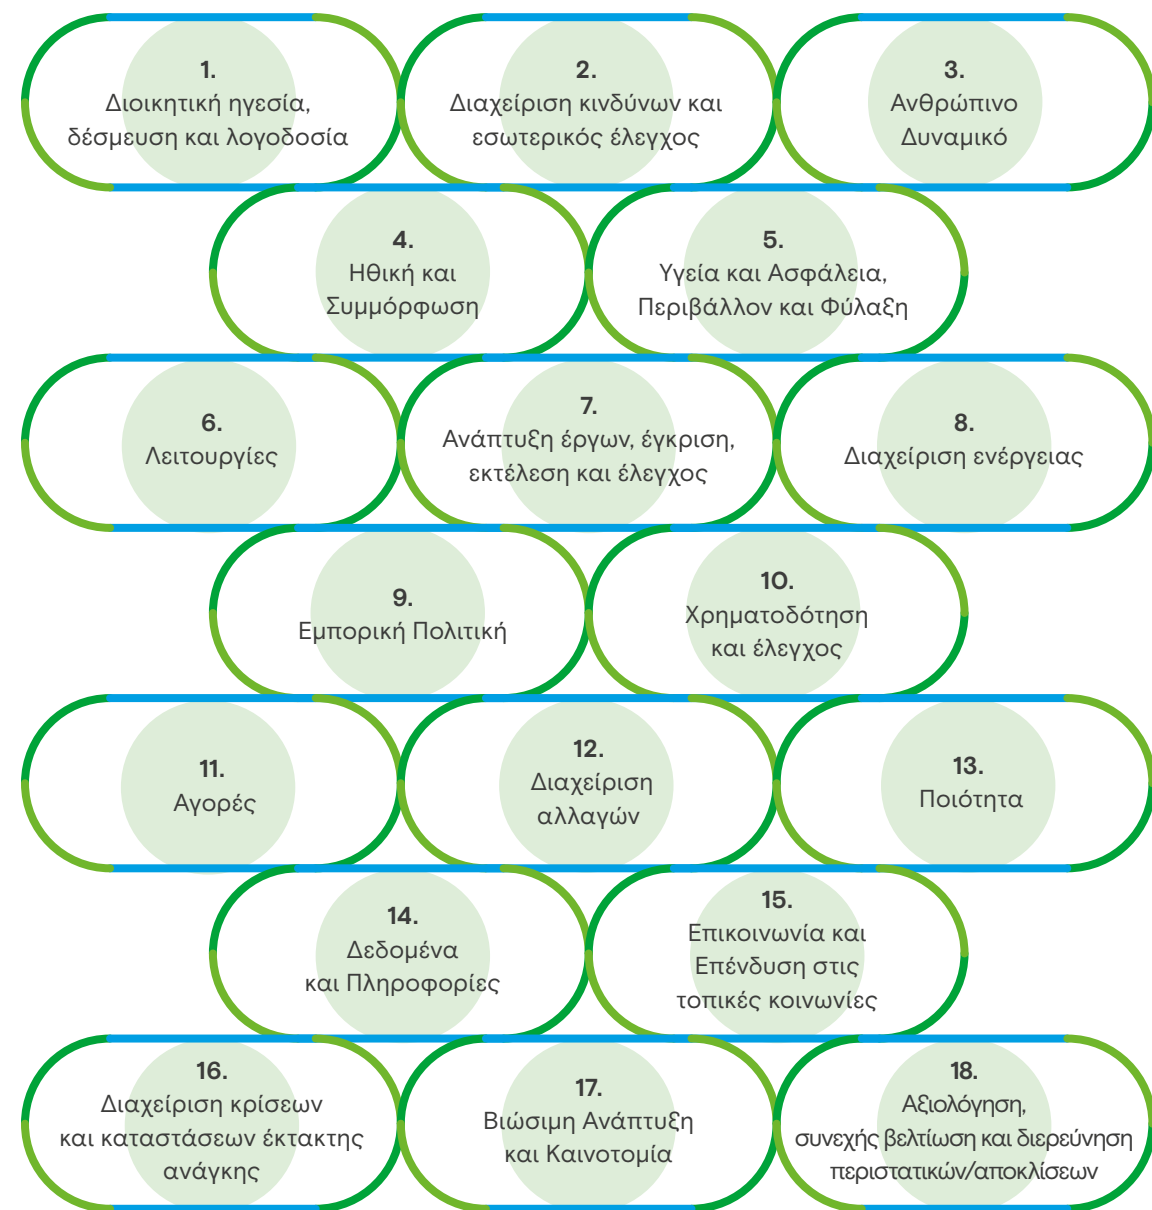 1.
Διοικητική ηγεσία,
δέσμευση και λογοδοσία
2.
Διαχείριση κινδύνων και
εσωτερικός έλεγχος
3.
Ανθρώπινο
Δυναμικό
4.
Ηθική και
Συμμόρφωση
5.
Υγεία και Ασφάλεια,
Περιβάλλον και Φύλαξη
6.
Λειτουργίες
7.
Ανάπτυξη έργων, έγκριση,
εκτέλεση και έλεγχος
8.
Διαχείριση ενέργειας
9.
Εμπορική Πολιτική
10.
Χρηματοδότηση
και έλεγχος
11.
Αγορές
12.
Διαχείριση
αλλαγών
13.
Ποιότητα
14.
Δεδομένα
και Πληροφορίες
15.
Επικοινωνία και
Επένδυση στις
τοπικές κοινωνίες
16.
Διαχείριση κρίσεων
και καταστάσεων έκτακτης
ανάγκης
17.
Βιώσιμη Ανάπτυξη
και Καινοτομία
18.
Αξιολόγηση,
συνεχής βελτίωση και διερεύνηση
περιστατικών/αποκλίσεων